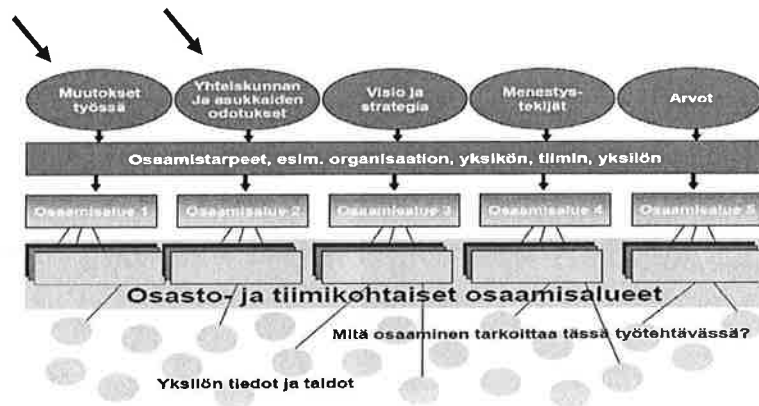 Muutokset
työssä
Yhteiskunnan
Ja asukkaiden
odotukset
Visio ja
strategia
Menestys-
tekijät
Arvot
Osaamistarpeet, esim. organisaation, yksikön, tiimin, yksilön
Osaamisalue 1
Osaamisalue 2
Osaamisalue 3
Osaamisalue 4
Osaamisalue 5
Osasto- ja tiimikohtaiset osaamisalueet
Mitä osaaminen tarkoittaa tässä työtehtävässä?
Yksilön tiedot ja taidot